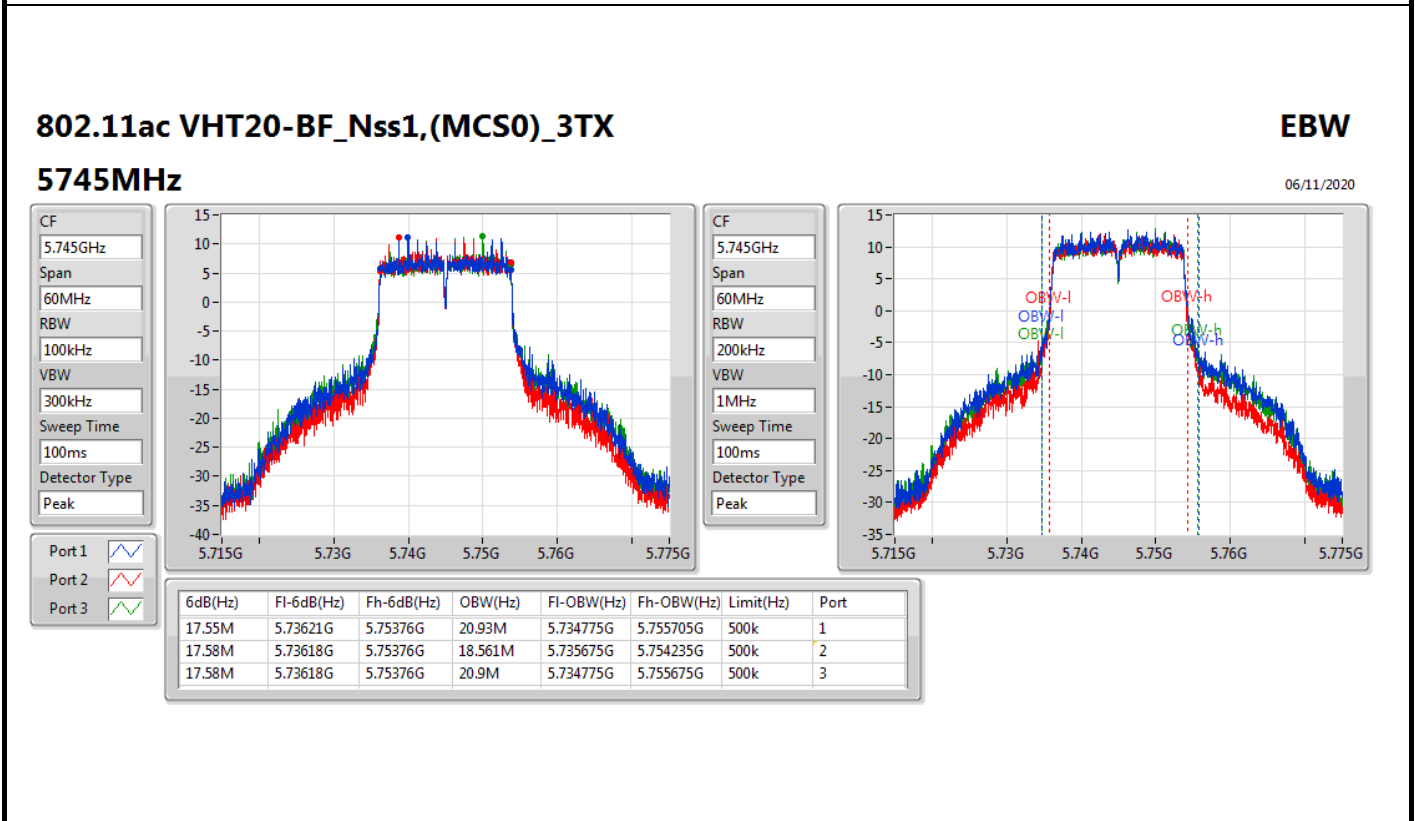 802.11ac VHT20-BF_Nss1,(MCS0)_3TX EBW
5745MHz 06/11/2020
CF
5.745GHz
Span
60MHz
RBW
100kHz
VBW
300kHz
Sweep Time
100ms
Detector Type
Peak
15
10
5
0
-5
-10
-15
-20
-25
-30
-35
-40
5.715G 5.73G 5.74G 5.75G 5.76G 5.775G
CF
5.745GHz
Span
60MHz
RBW
200kHz
VBW
1MHz
Sweep Time
100ms
Detector Type
Peak
15
10
5
0
-5
-10
-15
-20
-25
-30
-35
OBW-l OBW-h
OBW-l
OBW-l OBW-h
OBW-h
5.715G 5.73G 5.74G 5.75G 5.76G 5.775G
Port 1
Port 2
Port 3
6dB(Hz) Fl-6dB(Hz) Fh-6dB(Hz) OBW(Hz) Fl-OBW(Hz) Fh-OBW(Hz) Limit(Hz) Port
17.55M 5.73621G 5.75376G 20.93M 5.734775G 5.755705G 500k 1
17.58M 5.73618G 5.75376G 18.561M 5.735675G 5.754235G 500k 2
17.58M 5.73618G 5.75376G 20.9M 5.734775G 5.755675G 500k 3